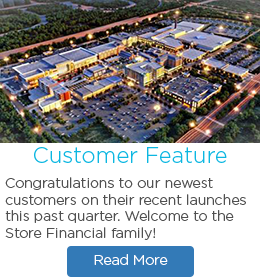 Customer Feature
Congratulations to our newest
customers on their recent launches
this past quarter. Welcome to the
Store Financial family!
Read More